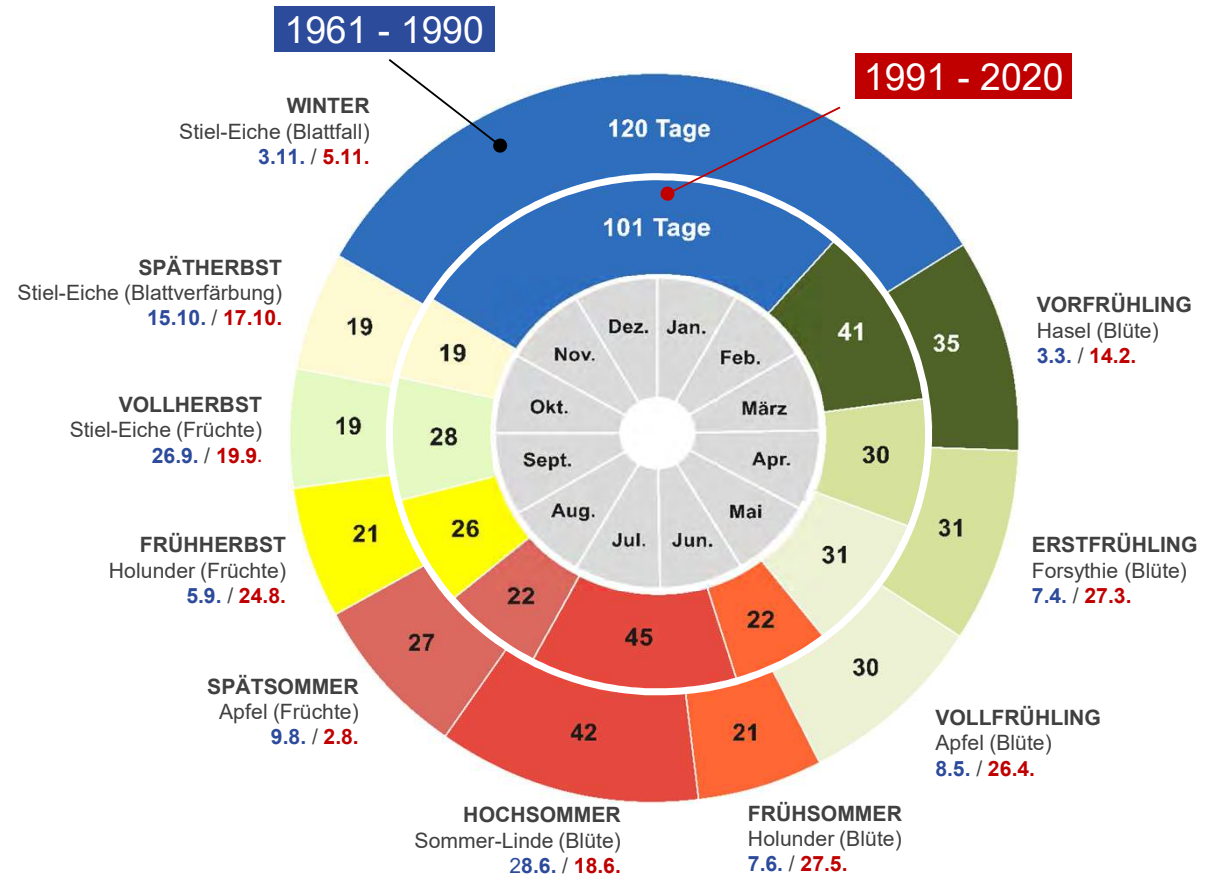 1961 - 1990
1991 - 2020
WINTER
Stiel-Eiche (Blattfall)
3.11. / 5.11.
SPÄTHERBST
Stiel-Eiche (Blattverfärbung)
15.10. / 17.10.
VOLLHERBST
Stiel-Eiche (Früchte)
26.9. / 19.9.
FRÜHHERBST
Holunder (Früchte)
5.9. / 24.8.
SPÄTSOMMER
Apfel (Früchte)
9.8. / 2.8.
HOCHSOMMER
Sommer-Linde (Blüte)
28.6. / 18.6.
FRÜHSOMMER
Holunder (Blüte)
7.6. / 27.5.
VOLLFRÜHLING
Apfel (Blüte)
8.5. / 26.4.
ERSTFRÜHLING
Forsythie (Blüte)
7.4. / 27.3.
VORFRÜHLING
Hasel (Blüte)
3.3. / 14.2.
120 Tage
35
31
30
21
42
27
21
19
19
101 Tage
41
30
31
22
45
22
26
28
19
Jan.
Feb.
März
Apr.
Mai
Jun.
Jul.
Aug.
Sept.
Okt.
Nov.
Dez.